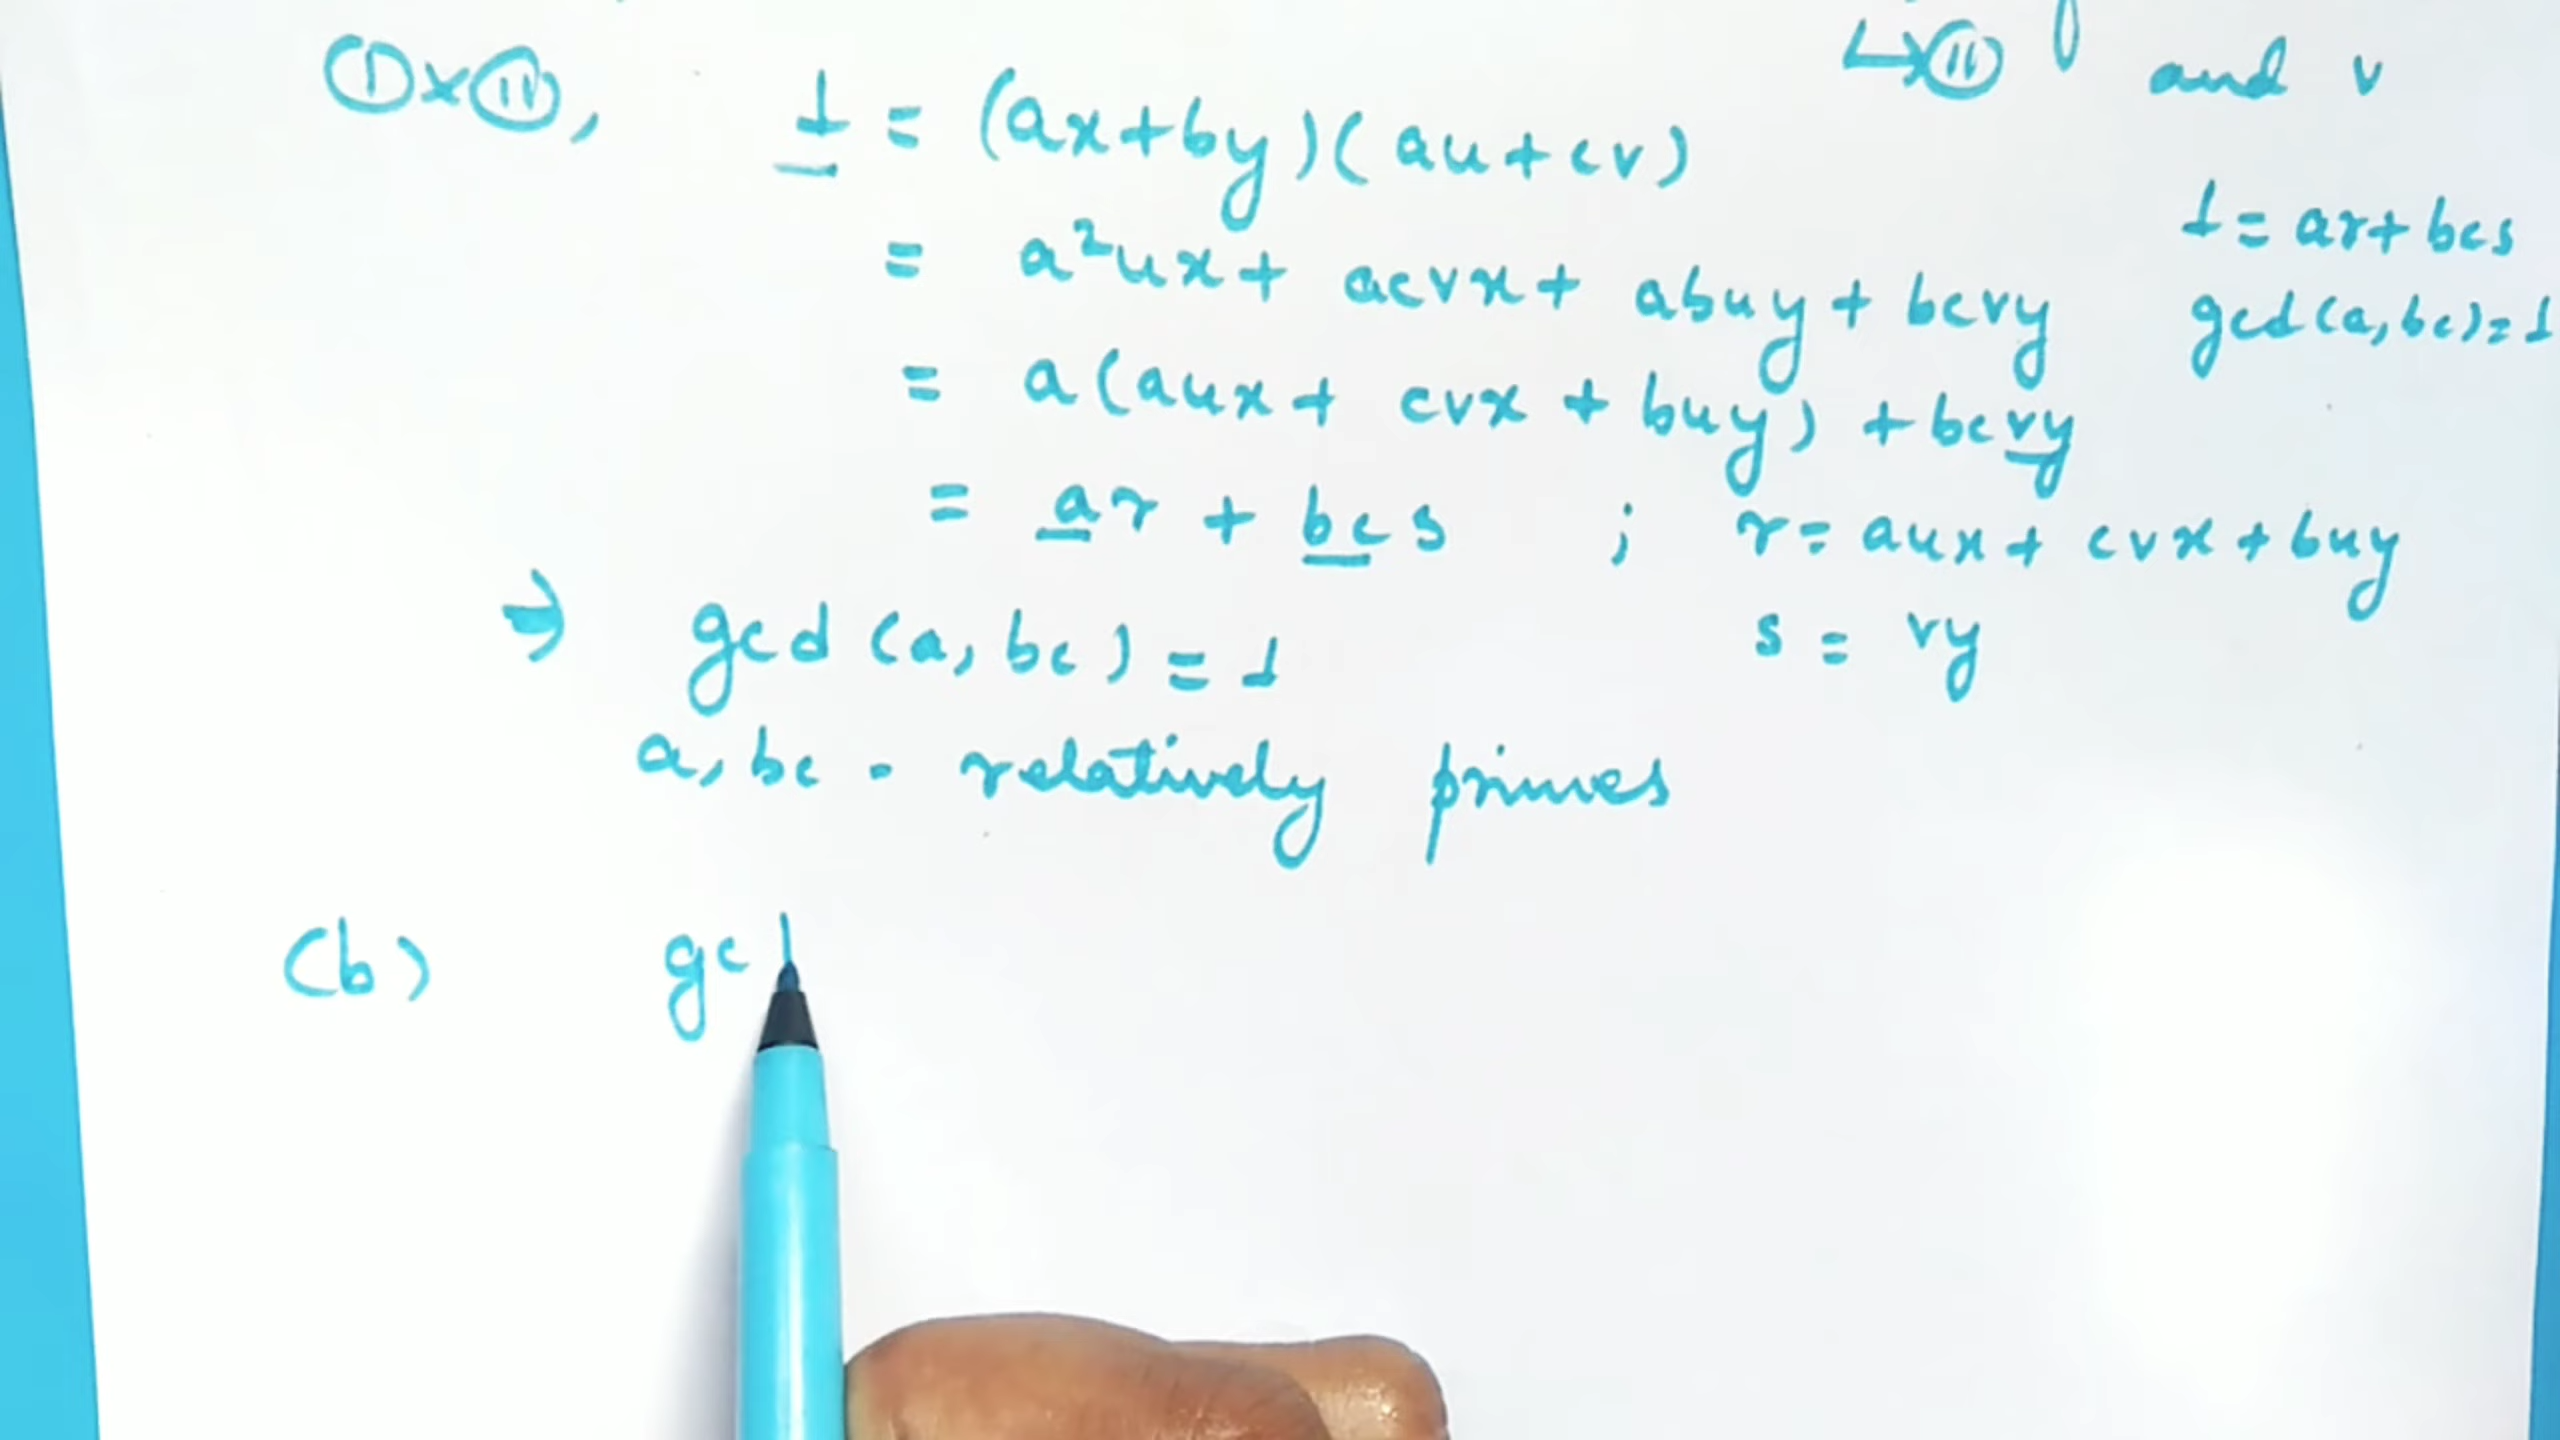 ↳ (II) and v
(I) × (II), 1 = (ax+by)(au+cv)
= a²ux + acvx + abuy + bcvy
1 = ar + bcs
gcd(a,bc)=1
= a(aux + cvx + buy) + bcvy
= ar + bcs ; r = aux + cvx + buy
s = vy
⇒ gcd(a, bc) = 1
a, bc - relatively primes
(b) gc